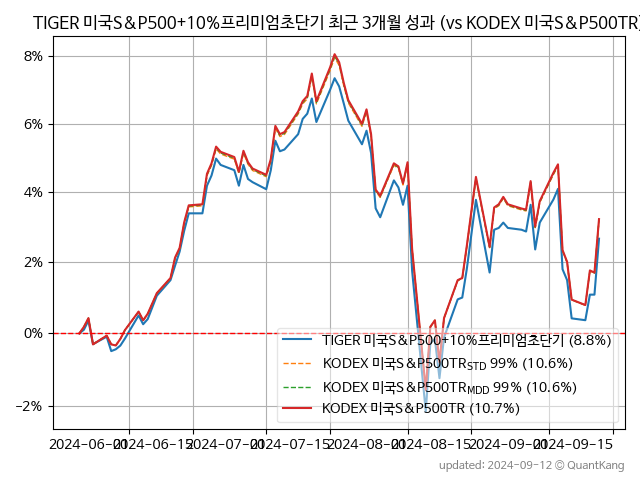 TIGER 미국S&P500+10%프리미엄초단기 최근 3개월 성과 (vs KODEX 미국S&P500TR)
8%
6%
4%
2%
0%
−2%
TIGER 미국S&P500+10%프리미엄초단기 (8.8%)
KODEX 미국S&P500TR_STD 99% (10.6%)
KODEX 미국S&P500TR_MDD 99% (10.6%)
KODEX 미국S&P500TR (10.7%)
2024-06-01 2024-06-15 2024-07-01 2024-07-15 2024-08-01 2024-08-15 2024-09-01 2024-09-15
updated: 2024-09-12 © QuantKang